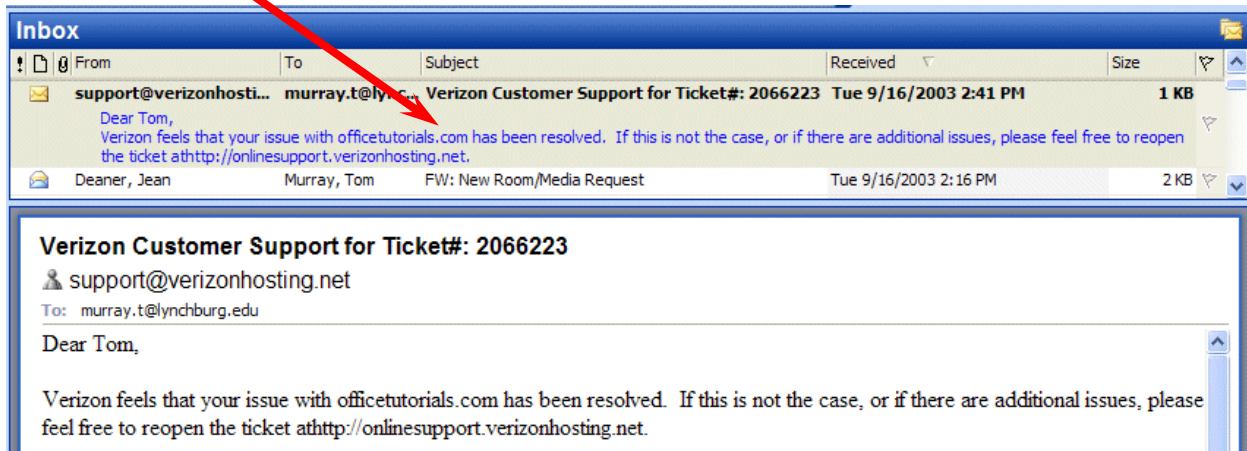 Inbox
! From To Subject Received Size
support@verizonhosti... murray.t@lync... Verizon Customer Support for Ticket#: 2066223 Tue 9/16/2003 2:41 PM 1 KB
Dear Tom,
Verizon feels that your issue with officetutorials.com has been resolved. If this is not the case, or if there are additional issues, please feel free to reopen
the ticket athttp://onlinesupport.verizonhosting.net.
Deaner, Jean Murray, Tom FW: New Room/Media Request Tue 9/16/2003 2:16 PM 2 KB
Verizon Customer Support for Ticket#: 2066223
support@verizonhosting.net
To: murray.t@lynchburg.edu
Dear Tom,
Verizon feels that your issue with officetutorials.com has been resolved. If this is not the case, or if there are additional issues, please
feel free to reopen the ticket athttp://onlinesupport.verizonhosting.net.